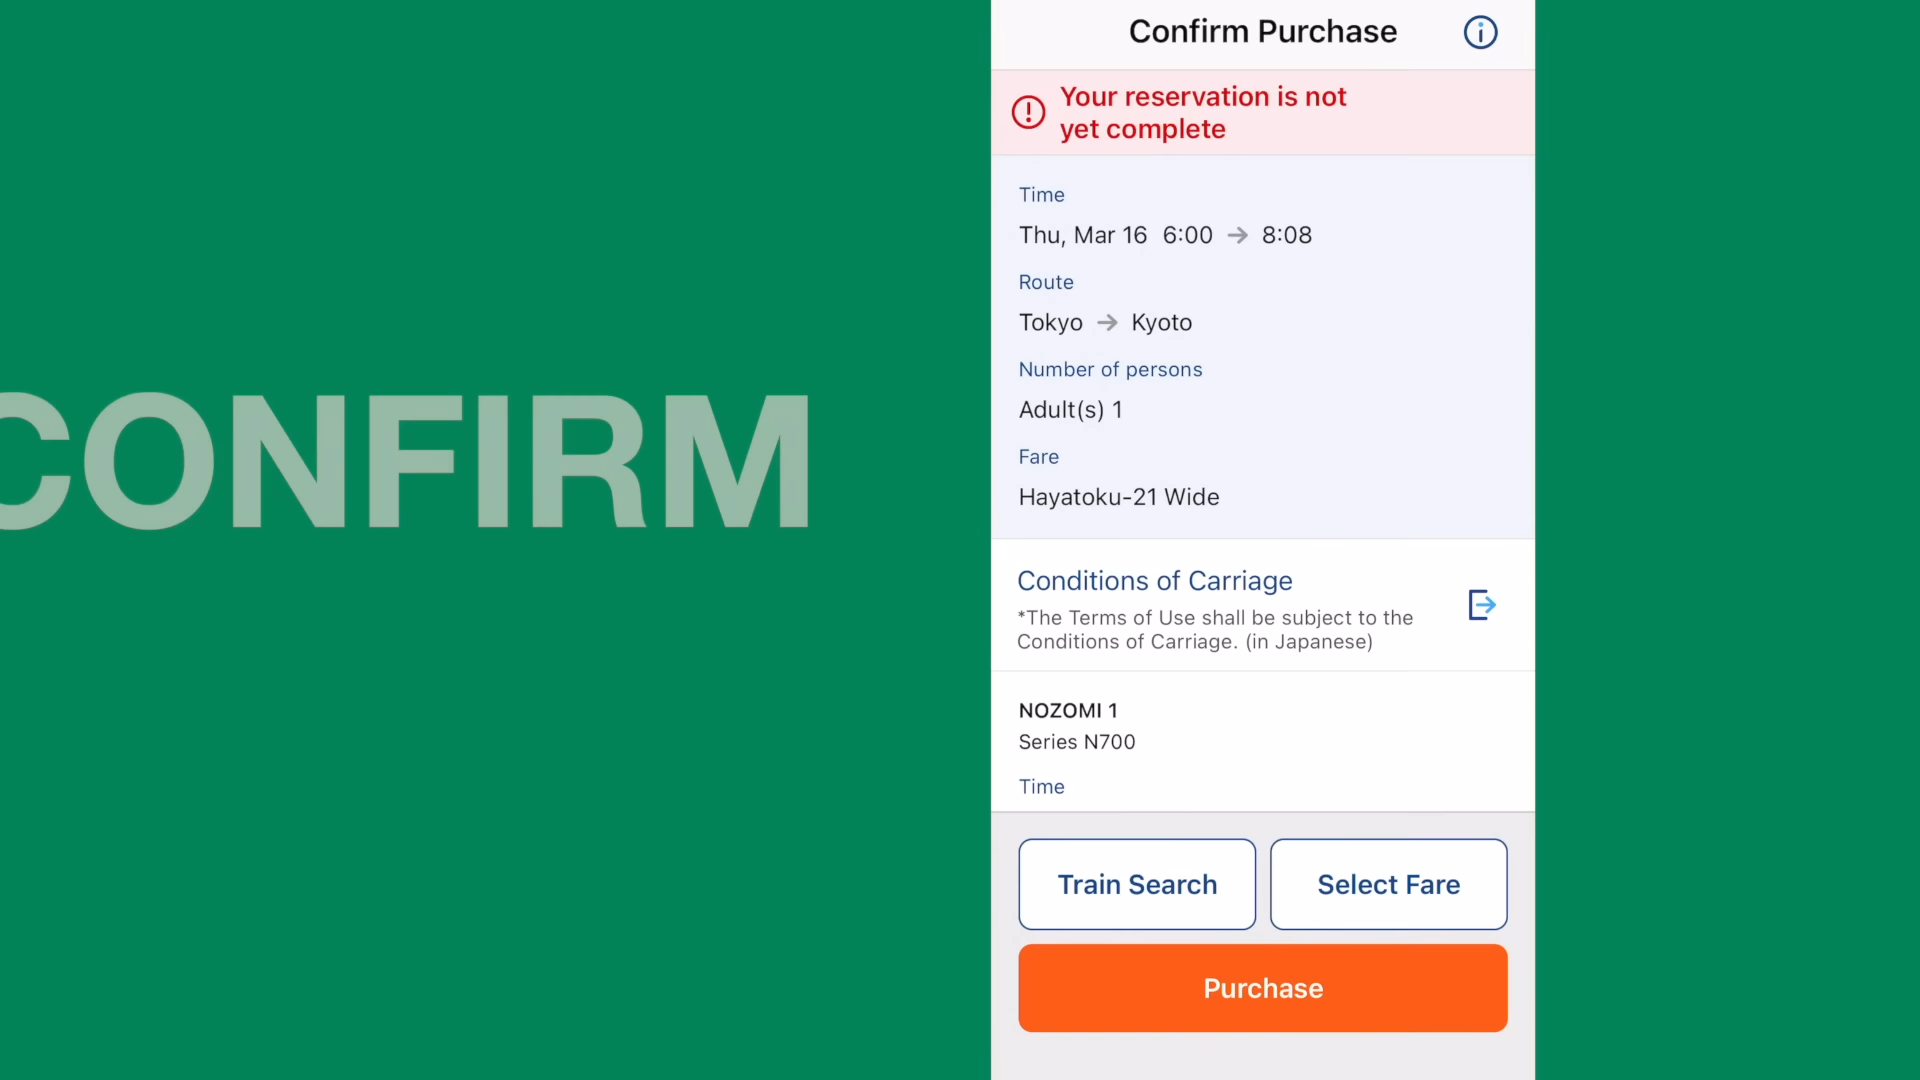 CONFIRM
Confirm Purchase
Your reservation is not
yet complete
Time
Thu, Mar 16 6:00 → 8:08
Route
Tokyo → Kyoto
Number of persons
Adult(s) 1
Fare
Hayatoku-21 Wide
Conditions of Carriage
*The Terms of Use shall be subject to the
Conditions of Carriage. (in Japanese)
NOZOMI 1
Series N700
Time
Train Search
Select Fare
Purchase